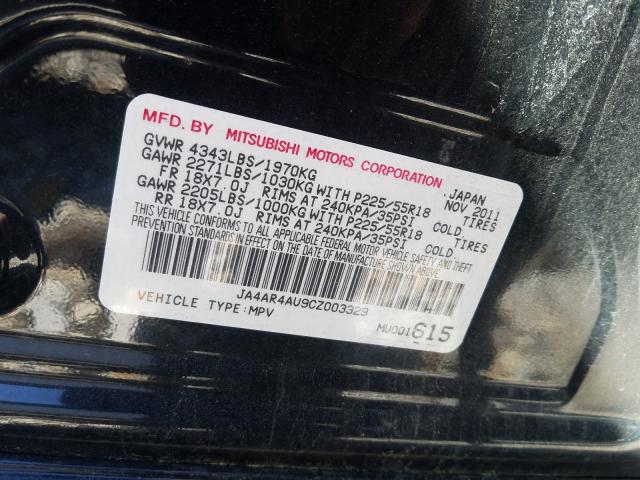 MFD. BY MITSUBISHI MOTORS CORPORATION
GVWR 4343LBS/1970KG , JAPAN NOV 2011
GAWR 2271LBS/1030KG WITH P225/55R18 TIRES
FR 18X7.0J RIMS AT 240KPA/35PSI COLD.
GAWR 2205LBS/1000KG WITH P225/55R18 TIRES
RR 18X7.0J RIMS AT 240KPA/35PSI COLD.
THIS VEHICLE CONFORMS TO ALL APPLICABLE FEDERAL MOTOR VEHICLE SAFETY AND THEFT
PREVENTION STANDARDS IN EFFECT ON THE DATE OF MANUFACTURE SHOWN ABOVE.
JA4AR4AU9CZ003329
VEHICLE TYPE:MPV
H
MU001615